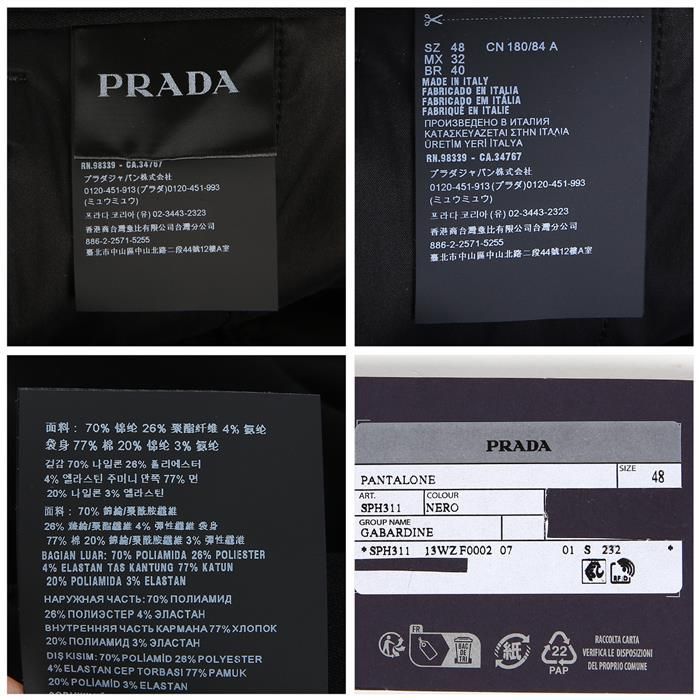 PRADA
RN.98339 - CA.34767
プラダジャパン株式会社
0120-451-913(プラダ)0120-451-993
(ミュウミュウ)
프라다 코리아 (유) 02-3443-2323
香港商台灣普比有限公司台灣分公司
886-2-2571-5255
臺北市中山區中山北路二段44號12樓A室
SZ 48 CN 180/84 A
MX 32
BR 40
MADE IN ITALY
FABRICADO EN ITALIA
FABRICADO EM ITÁLIA
FABRIQUÉ EN ITALIE
ПРОИЗВЕДЕНО В ИТАЛИЯ
ΚΑΤΑΣΚΕΥΑΖΕΤΑΙ ΣΤΗΝ ΙΤΑΛΙΑ
ÜRETİM YERİ İTALYA
RN.98339 - CA.34767
プラダジャパン株式会社
0120-451-913(プラダ)0120-451-993
(ミュウミュウ)
프라다 코리아 (유) 02-3443-2323
香港商台灣普比有限公司台灣分公司
886-2-2571-5255
臺北市中山區中山北路二段44號12樓A室
面料: 70% 锦纶 26% 聚酯纤维 4% 氨纶
袋身 77% 棉 20% 锦纶 3% 氨纶
겉감 70% 나일론 26% 폴리에스터
4% 엘라스틴 주머니 안쪽 77% 면
20% 나일론 3% 엘라스틴
面料: 70% 錦綸/聚酰胺纖維
26% 滌綸/聚酯纖維 4% 彈性纖維 袋身
77% 棉 20% 錦綸/聚酰胺纖維 3% 彈性纖維
BAGIAN LUAR: 70% POLIAMIDA 26% POLIESTER
4% ELASTAN TAS KANTUNG 77% KATUN
20% POLIAMIDA 3% ELASTAN
НАРУЖНАЯ ЧАСТЬ: 70% ПОЛИАМИД
26% ПОЛИЭСТЕР 4% ЭЛАСТАН
ВНУТРЕННЯЯ ЧАСТЬ КАРМАНА 77% ХЛОПОК
20% ПОЛИАМИД 3% ЭЛАСТАН
DIŞ KISIM: 70% POLİAMİD 26% POLYESTER
4% ELASTAN CEP TORBASI 77% PAMUK
20% POLİAMİD 3% ELASTAN
PRADA
PANTALONE SIZE 48
ART. COLOUR
SPH311 NERO
GROUP NAME
GABARDINE
*SPH311 13WZ F0002 07 01 S 232 *
RFID
FR
BAC DE TRI
紙
22
PAP
RACCOLTA CARTA
VERIFICA LE DISPOSIZIONI
DEL PROPRIO COMUNE